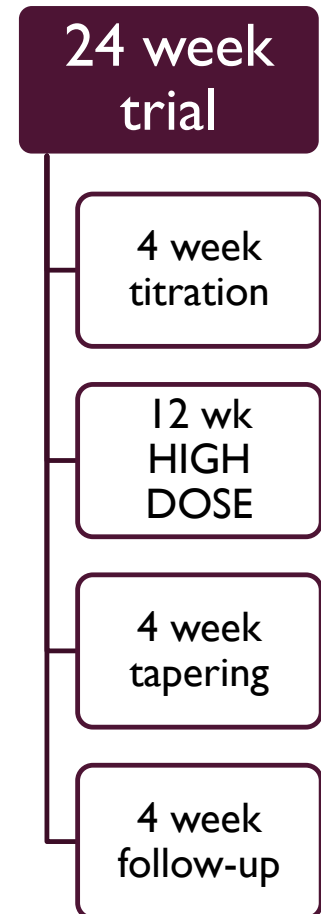 24 week
trial
4 week
titration
12 wk
HIGH
DOSE
4 week
tapering
4 week
follow-up